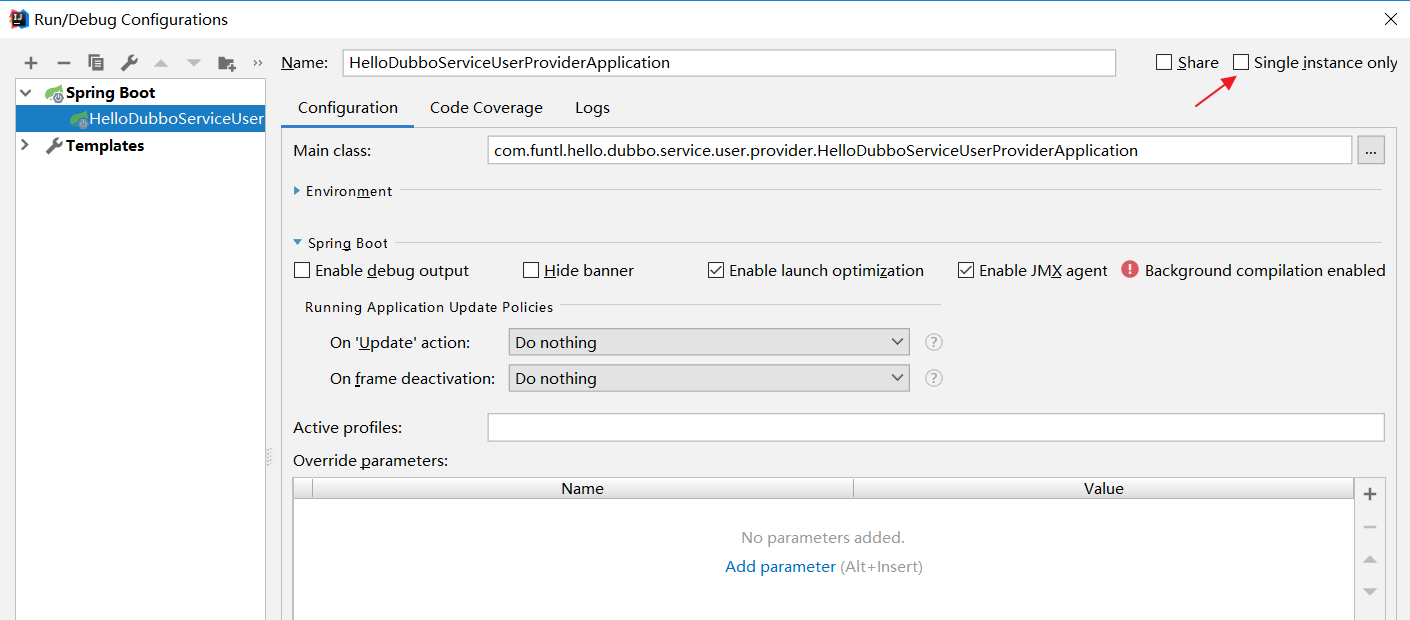 Run/Debug Configurations
Name: HelloDubboServiceUserProviderApplication Share Single instance only
Spring Boot
HelloDubboServiceUser
Templates
Configuration Code Coverage Logs
Main class: com.funtl.hello.dubbo.service.user.provider.HelloDubboServiceUserProviderApplication ...
Environment
Spring Boot
Enable debug output Hide banner Enable launch optimization Enable JMX agent Background compilation enabled
Running Application Update Policies
On 'Update' action: Do nothing ?
On frame deactivation: Do nothing ?
Active profiles:
Override parameters:
Name Value
No parameters added.
Add parameter (Alt+Insert)